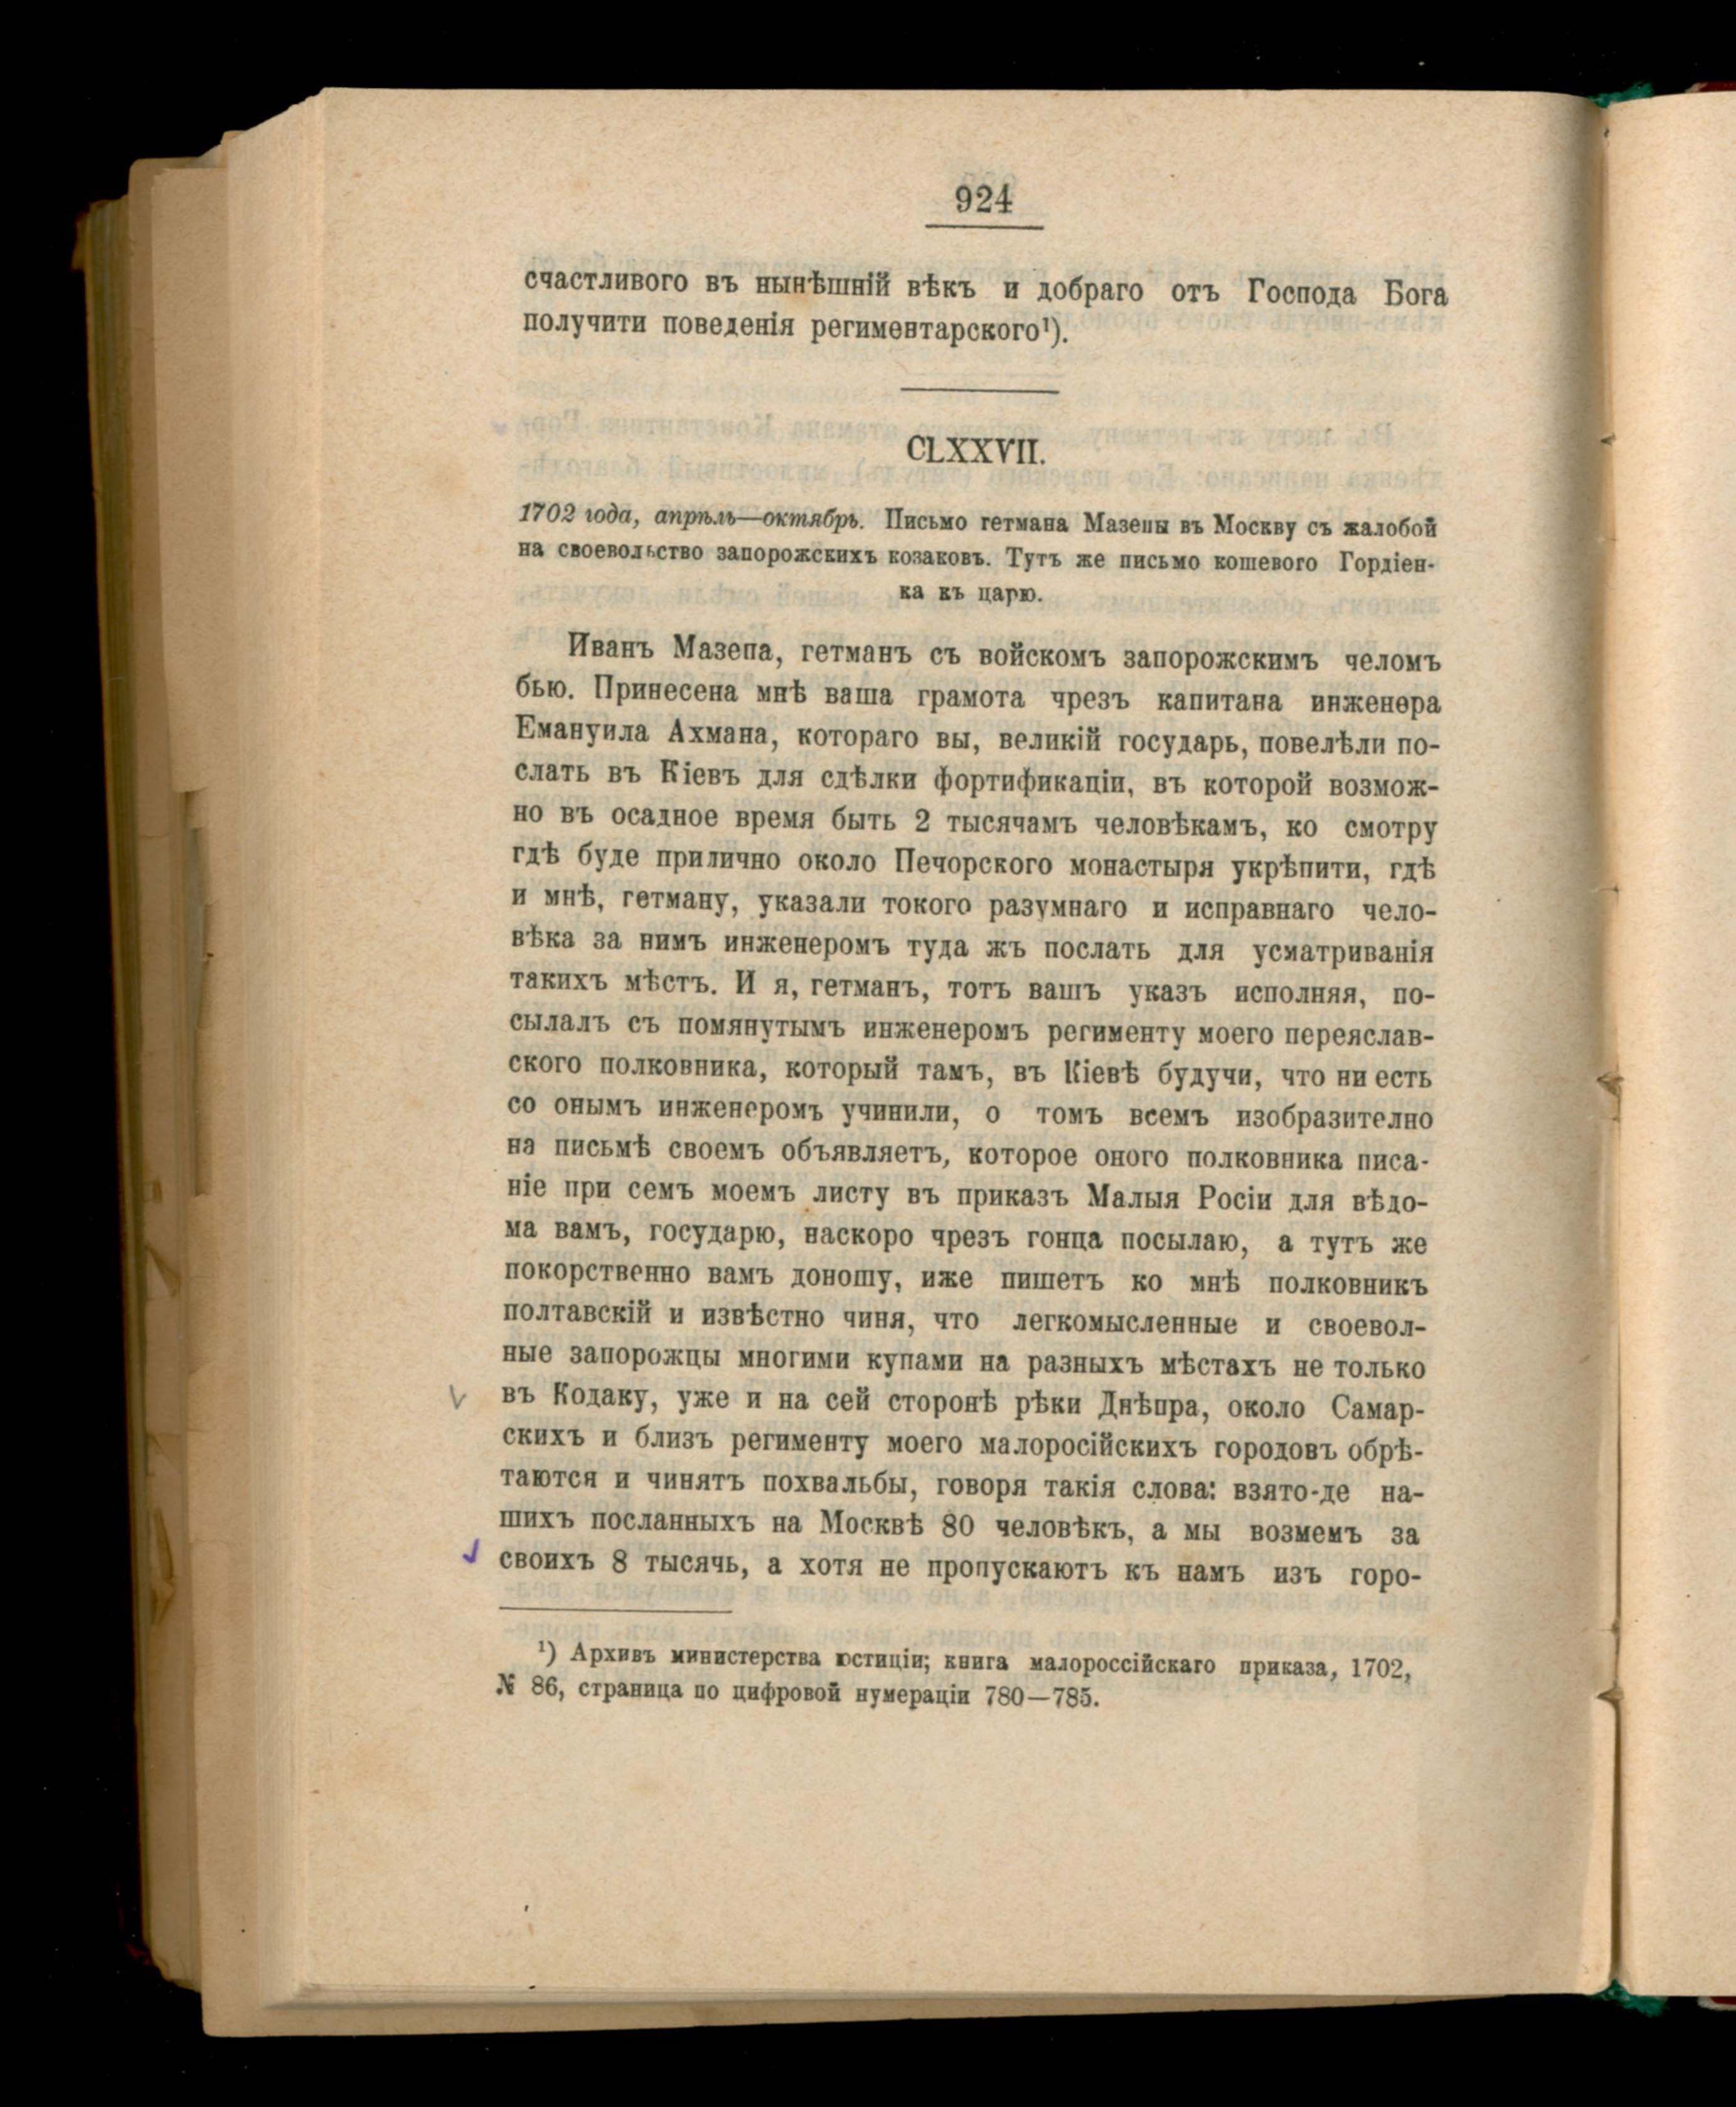 924
счастливого въ нынѣшній вѣкъ и добраго отъ Господа Бога
получити поведенія региментарского¹).
CLXXVII.
1702 года, апрѣль—октябрь. Письмо гетмана Мазепы въ Москву съ жалобой
на своевольство запорожскихъ козаковъ. Тутъ же письмо кошевого Гордіен-
ка къ царю.
Иванъ Мазепа, гетманъ съ войскомъ запорожскимъ челомъ
бью. Принесена мнѣ ваша грамота чрезъ капитана инженера
Емануила Ахмана, котораго вы, великій государь, повелѣли по-
слать въ Кіевъ для сдѣлки фортификаціи, въ которой возмож-
но въ осадное время быть 2 тысячамъ человѣкамъ, ко смотру
гдѣ буде прилично около Печорского монастыря укрѣпити, гдѣ
и мнѣ, гетману, указали токого разумнаго и исправнаго чело-
вѣка за нимъ инженеромъ туда жъ послать для усматриванія
такихъ мѣстъ. И я, гетманъ, тотъ вашъ указъ исполняя, по-
сылалъ съ помянутымъ инженеромъ регименту моего переяслав-
ского полковника, который тамъ, въ Кіевѣ будучи, что ни есть
со онымъ инженеромъ учинили, о томъ всемъ изобразително
на письмѣ своемъ объявляетъ, которое оного полковника писа-
ніе при семъ моемъ листу въ приказъ Малыя Росіи для вѣдо-
ма вамъ, государю, наскоро чрезъ гонца посылаю, а тутъ же
покорственно вамъ доношу, иже пишетъ ко мнѣ полковникъ
полтавскій и извѣстно чиня, что легкомысленные и своевол-
ные запорожцы многими купами на разныхъ мѣстахъ не только
въ Кодаку, уже и на сей сторонѣ рѣки Днѣпра, около Самар-
скихъ и близъ регименту моего малоросійскихъ городовъ обрѣ-
таются и чинятъ похвальбы, говоря такія слова: взято-де на-
шихъ посланныхъ на Москвѣ 80 человѣкъ, а мы возмемъ за
своихъ 8 тысячь, а хотя не пропускаютъ къ намъ изъ горо-
¹) Архивъ министерства юстиціи; книга малороссійскаго приказа, 1702,
№ 86, страница по цифровой нумераціи 780—785.